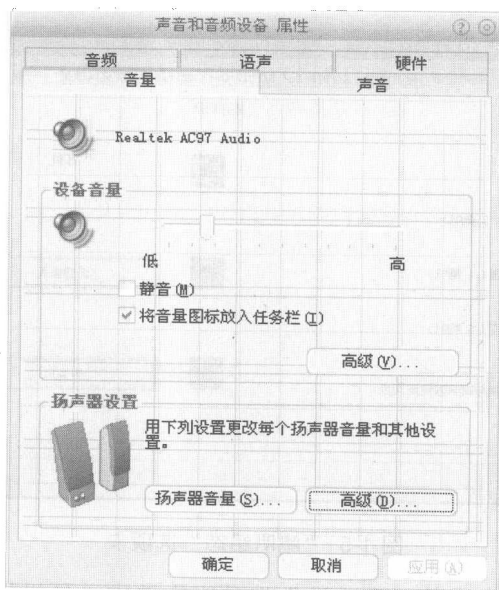 声音和音频设备 属性
音频
语声
硬件
音量
声音
Realtek AC97 Audio
设备音量
低
高
静音(M)
将音量图标放入任务栏(I)
高级(V)...
扬声器设置
用下列设置更改每个扬声器音量和其他设
置。
扬声器音量(S)...
高级(D)...
确定
取消
应用(A)